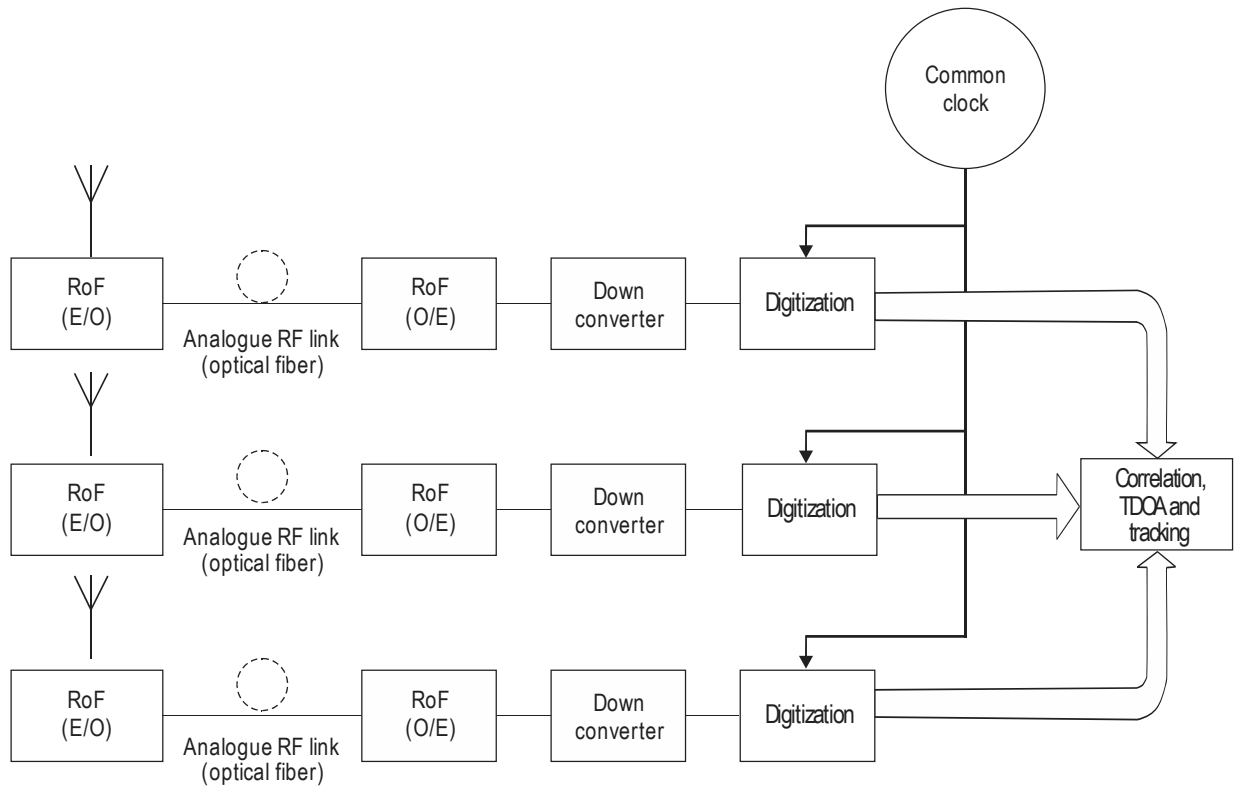 Common
clock
RoF
(E/O)
Analogue RF link
(optical fiber)
RoF
(O/E)
Down
converter
Digitization
RoF
(E/O)
Analogue RF link
(optical fiber)
RoF
(O/E)
Down
converter
Digitization
Correlation,
TDOA and
tracking
RoF
(E/O)
Analogue RF link
(optical fiber)
RoF
(O/E)
Down
converter
Digitization